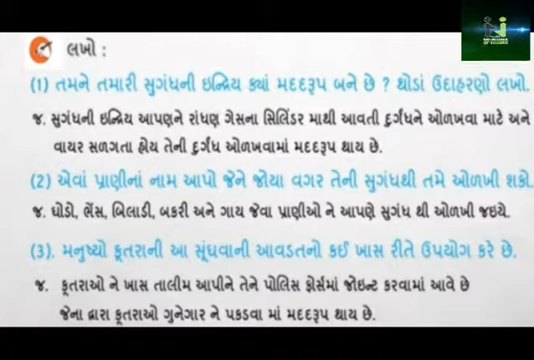 લખો :
(1) તમને તમારી સુગંધની ઇન્દ્રિય ક્યાં મદદરૂપ બને છે ? થોડાં ઉદાહરણો લખો.
જ. સુગંધની ઇન્દ્રિય આપણને રાંધણ ગેસના સિલિંડર માથી આવતી દુર્ગંધને ઓળખવા માટે અને
વાયર સળગતા હોય તેની દુર્ગંધ ઓળખવામાં મદદરૂપ થાય છે.
(2) એવાં પ્રાણીનાં નામ આપો જેને જોયા વગર તેની સુગંધથી તમે ઓળખી શકો.
જ. ઘોડો, ભેંસ, બિલાડી, બકરી અને ગાય જેવા પ્રાણીઓ ને આપણે સુગંધ થી ઓળખી જઇયે.
(3). મનુષ્યો કૂતરાની આ સૂંઘવાની આવડતનો કઈ ખાસ રીતે ઉપયોગ કરે છે.
જ. કૂતરાઓ ને ખાસ તાલીમ આપીને તેને પોલિસ ફોર્સમાં જોઇન્ટ કરવામાં આવે છે
જેના દ્રારા કૂતરાઓ ગુનેગાર ને પકડવા માં મદદરૂપ થાય છે.